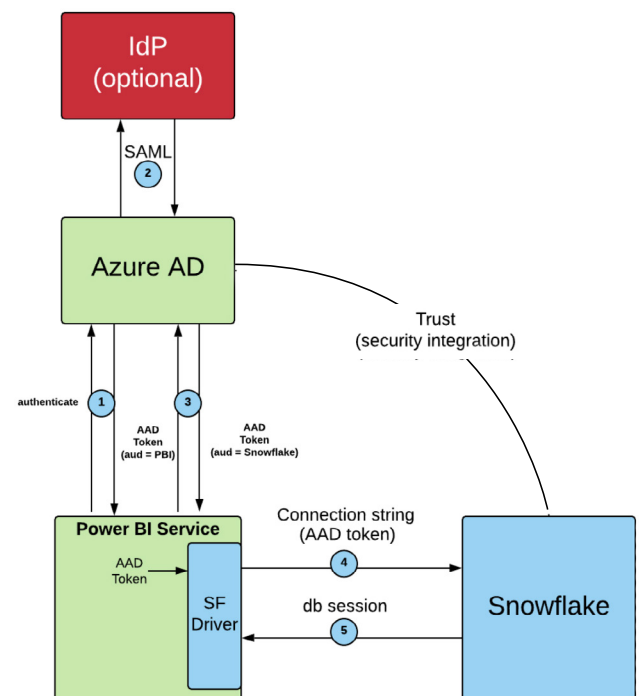 IdP
(optional)
SAML
2
Azure AD
Trust
(security integration)
authenticate
1
3
AAD
Token
(aud = PBI)
AAD
Token
(aud = Snowflake)
Power BI Service
AAD
Token
SF
Driver
Connection string
(AAD token)
4
db session
5
Snowflake